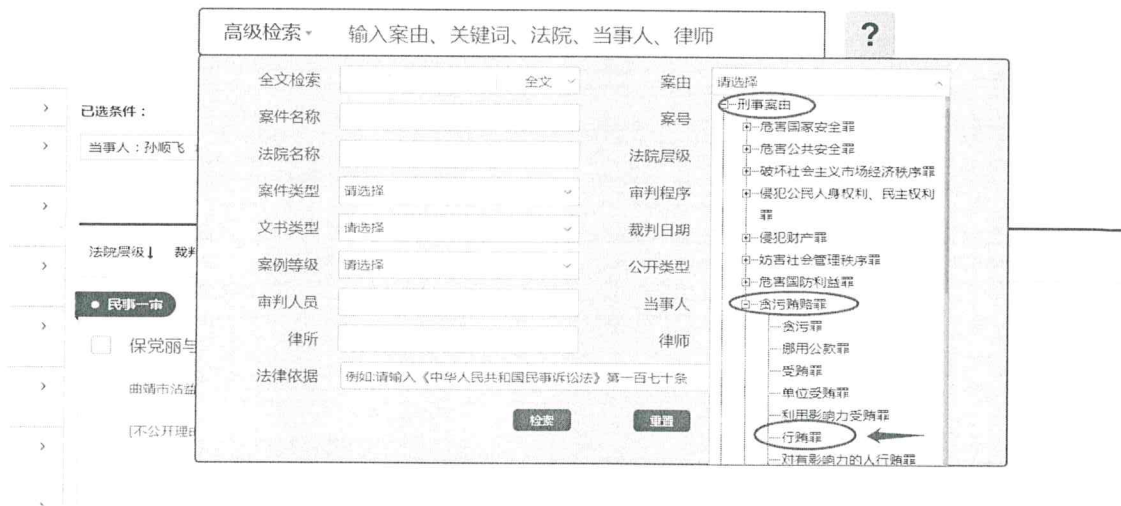 高级检索
输入案由、关键词、法院、当事人、律师
?
已选条件：
当事人：孙顺飞
法院层级↓ 裁判
民事一审
保党丽与
曲靖市沾益
[不公开理由
全文检索
全文
案件名称
法院名称
案件类型
请选择
文书类型
请选择
案例等级
请选择
审判人员
律所
法律依据
例如:请输入《中华人民共和国民事诉讼法》第一百七十条
检索
重置
案由
请选择
案号
法院层级
审判程序
裁判日期
公开类型
当事人
律师
刑事案由
危害国家安全罪
危害公共安全罪
破坏社会主义市场经济秩序罪
侵犯公民人身权利、民主权利
罪
侵犯财产罪
妨害社会管理秩序罪
危害国防利益罪
贪污贿赂罪
贪污罪
挪用公款罪
受贿罪
单位受贿罪
利用影响力受贿罪
行贿罪
对有影响力的人行贿罪